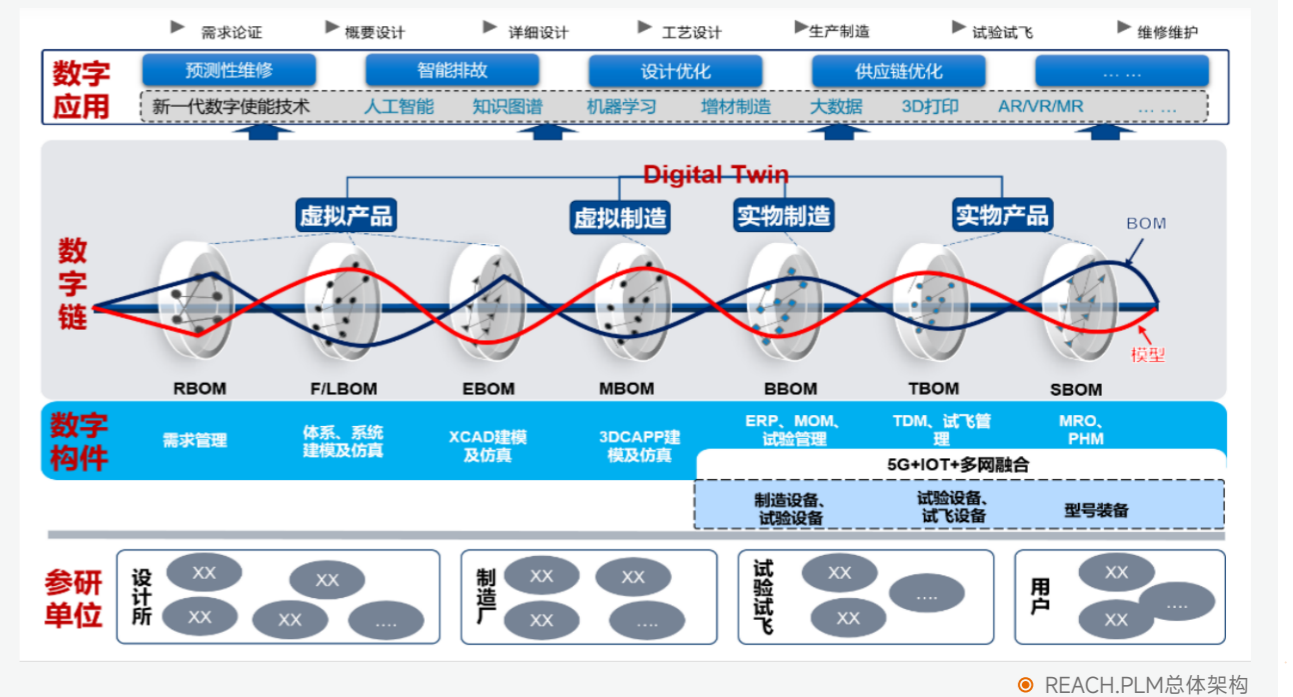 需求论证 概要设计 详细设计 工艺设计 生产制造 试验试飞 维修维护
数字
应用
预测性维修 智能排故 设计优化 供应链优化 … …
新一代数字使能技术 人工智能 知识图谱 机器学习 增材制造 大数据 3D打印 AR/VR/MR … …
Digital Twin
虚拟产品 虚拟制造 实物制造 实物产品
BOM
数
字
链
模型
RBOM F/LBOM EBOM MBOM BBOM TBOM SBOM
数字
构件
需求管理
体系、系统
建模及仿真
XCAD建模
及仿真
3DCAPP建
模及仿真
ERP、MOM、
试验管理
TDM、试飞管
理
MRO、
PHM
5G+IOT+多网融合
制造设备、
试验设备
试验设备、
试飞设备
型号装备
参研
单位
设
计
所
XX XX
XX XX ....
制
造
厂
XX XX
XX ....
试
验
试
飞
XX ....
XX
用
户
XX ....
XX
REACH.PLM总体架构